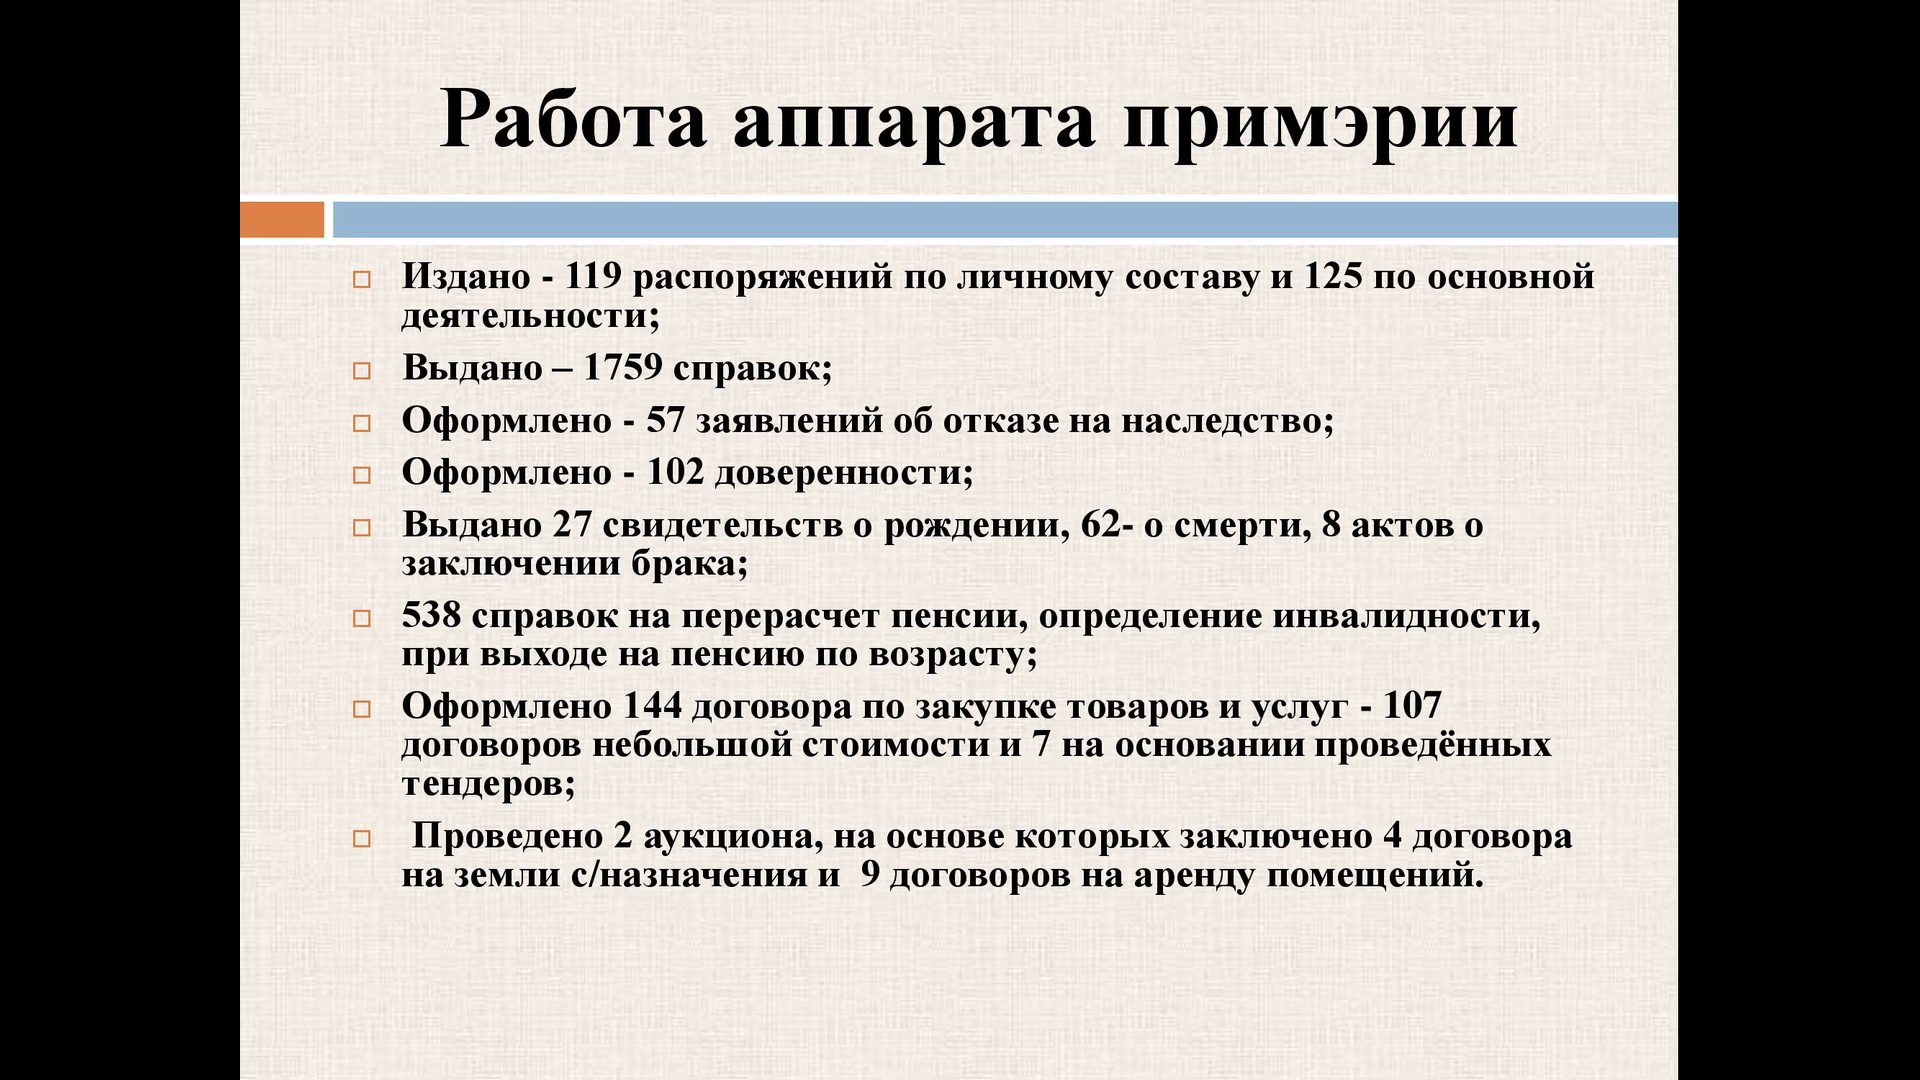 Работа аппарата примэрии
Издано - 119 распоряжений по личному составу и 125 по основной
деятельности;
Выдано – 1759 справок;
Оформлено - 57 заявлений об отказе на наследство;
Оформлено - 102 доверенности;
Выдано 27 свидетельств о рождении, 62- о смерти, 8 актов о
заключении брака;
538 справок на перерасчет пенсии, определение инвалидности,
при выходе на пенсию по возрасту;
Оформлено 144 договора по закупке товаров и услуг - 107
договоров небольшой стоимости и 7 на основании проведённых
тендеров;
Проведено 2 аукциона, на основе которых заключено 4 договора
на земли с/назначения и  9 договоров на аренду помещений.